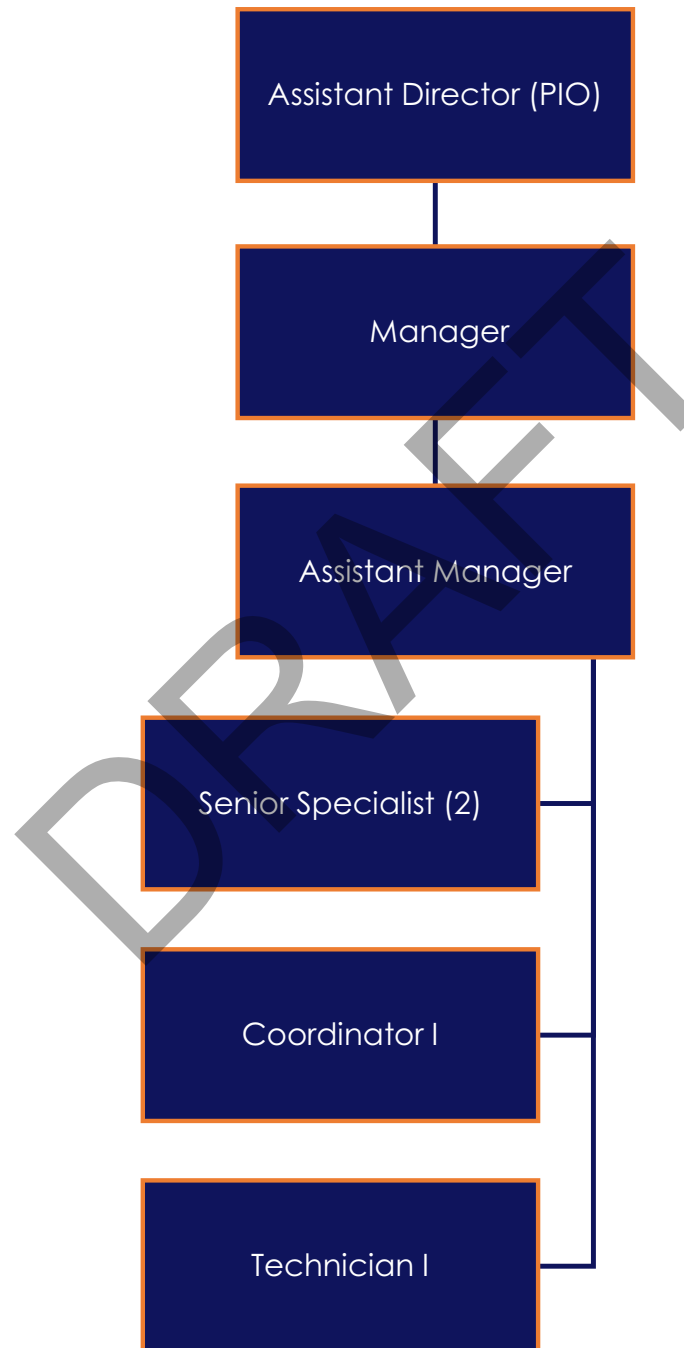 Assistant Director (PIO)
Manager
Assistant Manager
Senior Specialist (2)
Coordinator I
Technician I
DRAFT